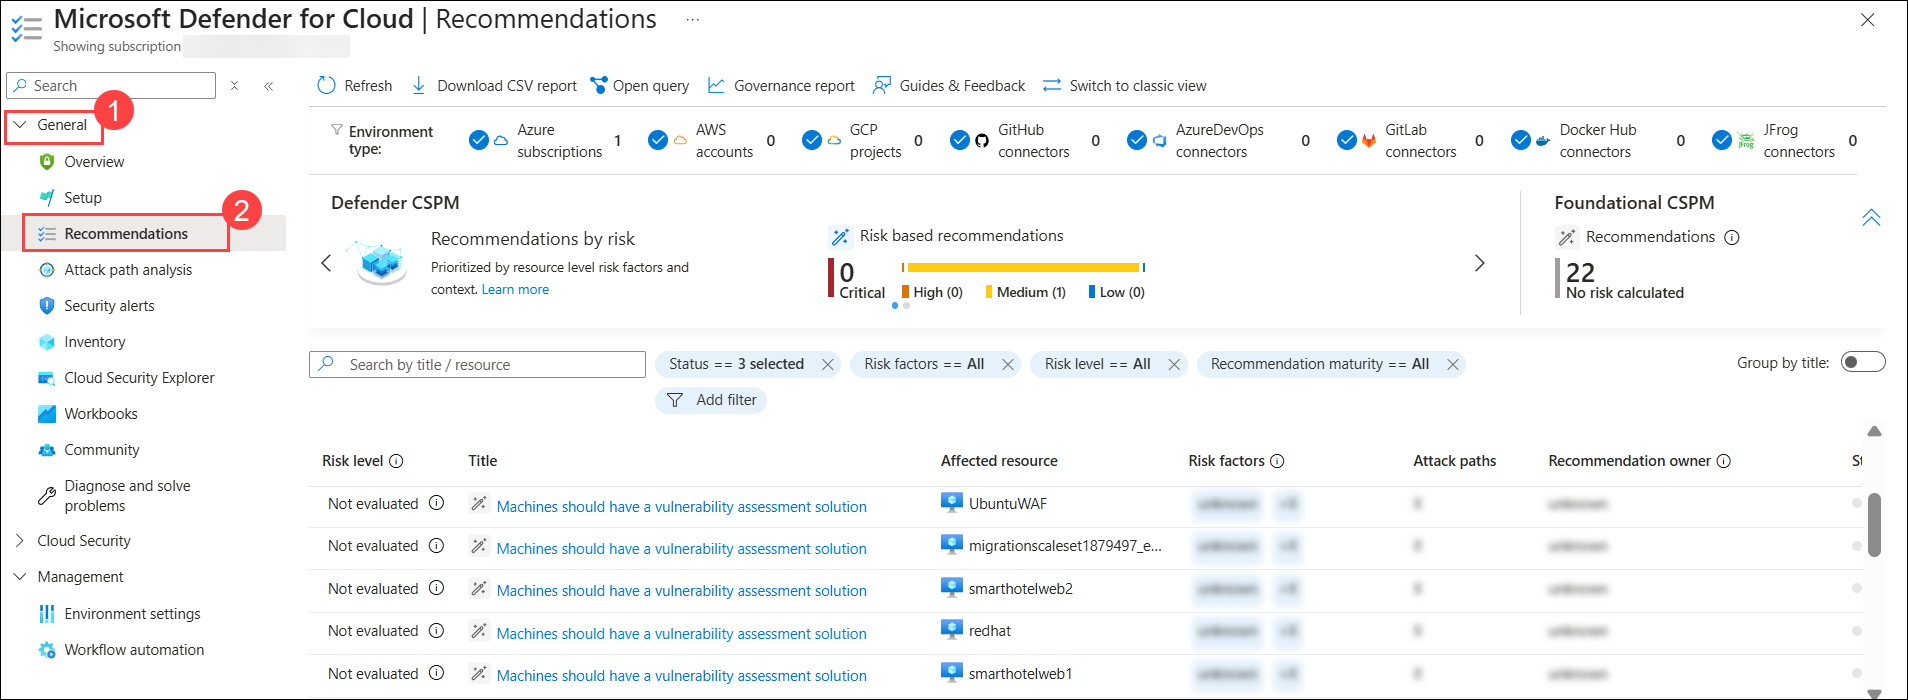 Microsoft Defender for Cloud | Recommendations ...
Showing subscription
Search
Refresh
Download CSV report
Open query
Governance report
Guides & Feedback
Switch to classic view
1
General
Overview
Setup
2
Recommendations
Attack path analysis
Security alerts
Inventory
Cloud Security Explorer
Workbooks
Community
Diagnose and solve
problems
Cloud Security
Management
Environment settings
Workflow automation
Environment
type:
Azure
subscriptions
1
AWS
accounts
0
GCP
projects
0
GitHub
connectors
0
AzureDevOps
connectors
0
GitLab
connectors
0
Docker Hub
connectors
0
JFrog
JFrog
connectors
0
Defender CSPM
Recommendations by risk
Prioritized by resource level risk factors and
context. Learn more
Risk based recommendations
0
Critical
High (0)
Medium (1)
Low (0)
Foundational CSPM
Recommendations
22
No risk calculated
Search by title / resource
Status == 3 selected
Risk factors == All
Risk level == All
Recommendation maturity == All
Add filter
Group by title:
Risk level Title Affected resource Risk factors Attack paths Recommendation owner
Not evaluated Machines should have a vulnerability assessment solution UbuntuWAF
Not evaluated Machines should have a vulnerability assessment solution migrationscaleset1879497_e...
Not evaluated Machines should have a vulnerability assessment solution smarthotelweb2
Not evaluated Machines should have a vulnerability assessment solution redhat
Not evaluated Machines should have a vulnerability assessment solution smarthotelweb1